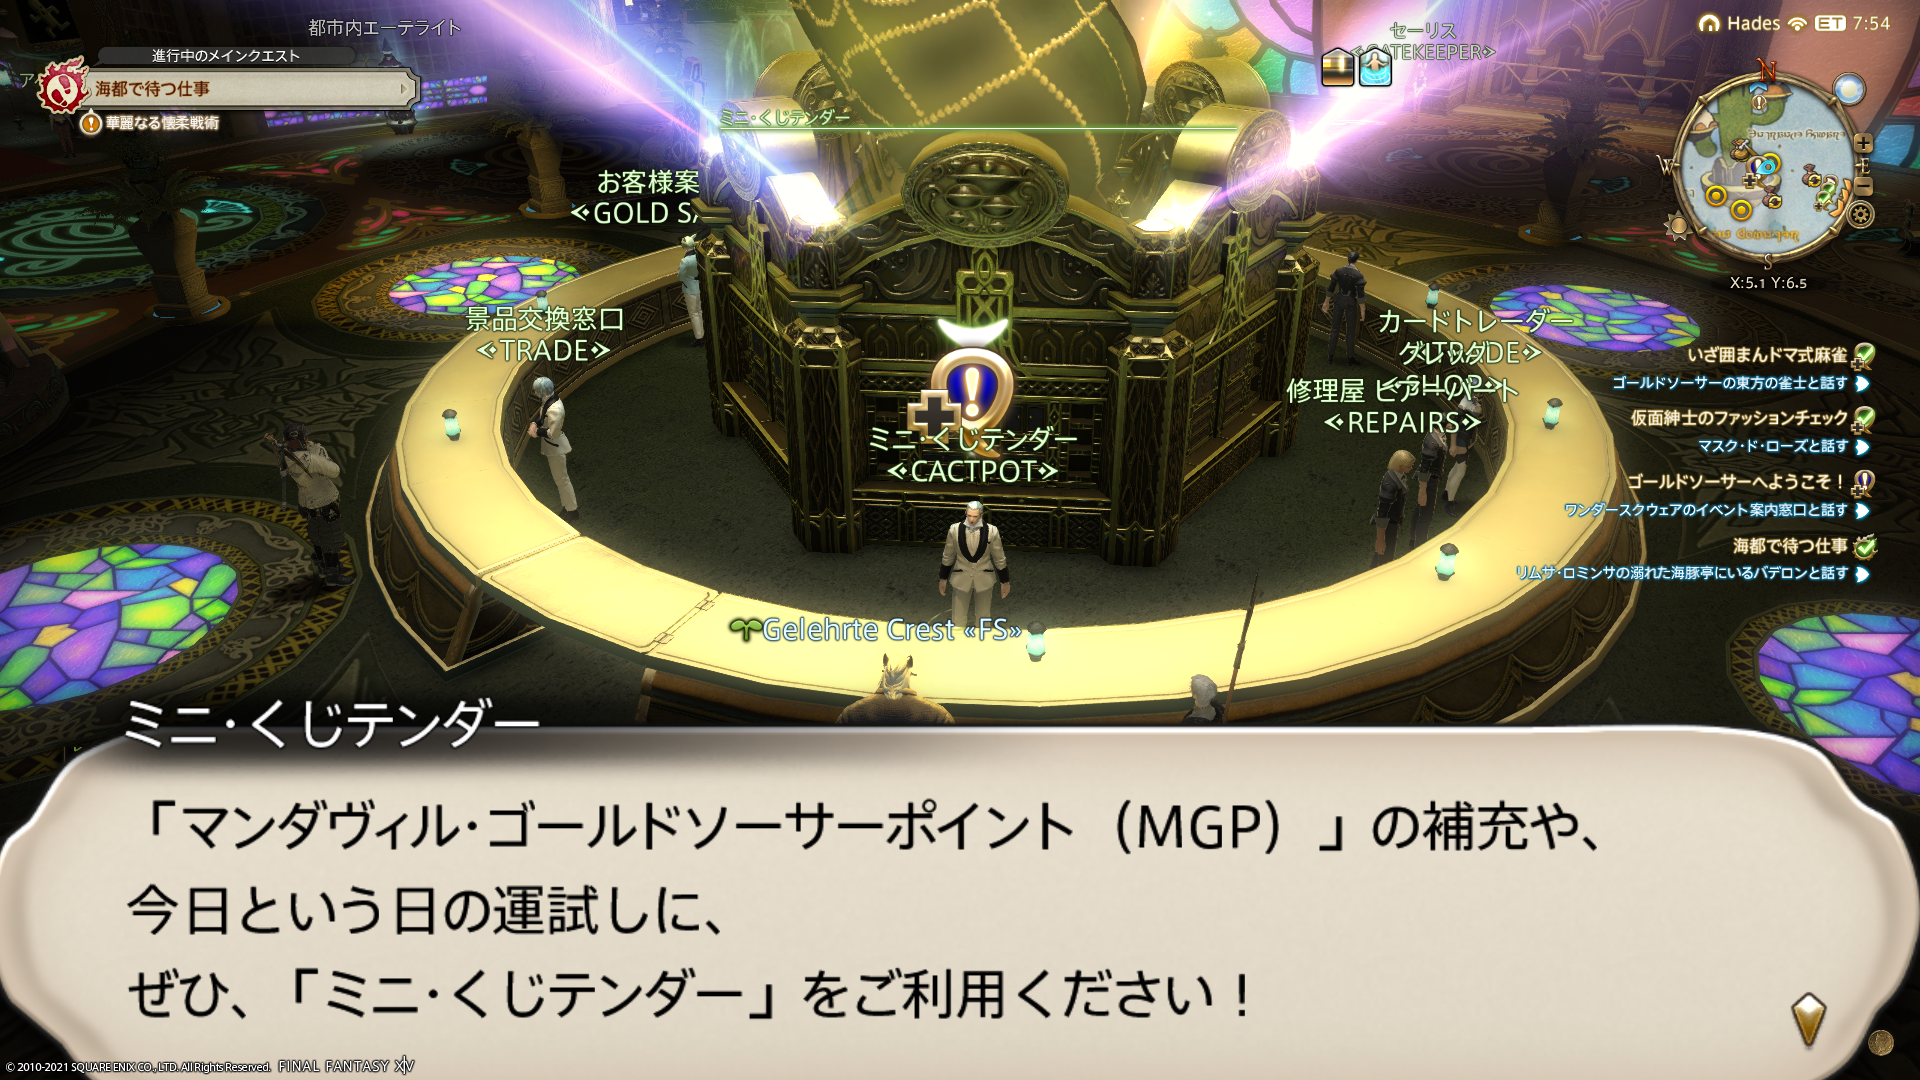 都市内エーテライト
進行中のメインクエスト
海都で待つ仕事
華麗なる懐柔戦術
セーリス
<GATEKEEPER>
Hades ET 7:54
N
W
E
S
X:5.1 Y:6.5
ミニ・くじテンダー
お客様案
<GOLD SA
景品交換窓口
<TRADE>
カードトレーダー
<TRADE>
<SHOP>
修理屋 ピアーバート
<REPAIRS>
ミニ・くじテンダー
<CACTPOT>
いざ囲まんドマ式麻雀
ゴールドソーサーの東方の雀士と話す
仮面紳士のファッションチェック
マスク・ド・ローズと話す
ゴールドソーサーへようこそ！
ワンダースクウェアのイベント案内窓口と話す
海都で待つ仕事
リムサ・ロミンサの溺れた海豚亭にいるバデロンと話す
Gelehrte Crest «FS»
ミニ・くじテンダー
「マンダヴィル・ゴールドソーサーポイント（MGP）」の補充や、
今日という日の運試しに、
ぜひ、「ミニ・くじテンダー」をご利用ください！
© 2010-2021 SQUARE ENIX CO., LTD. All Rights Reserved. FINAL FANTASY XIV